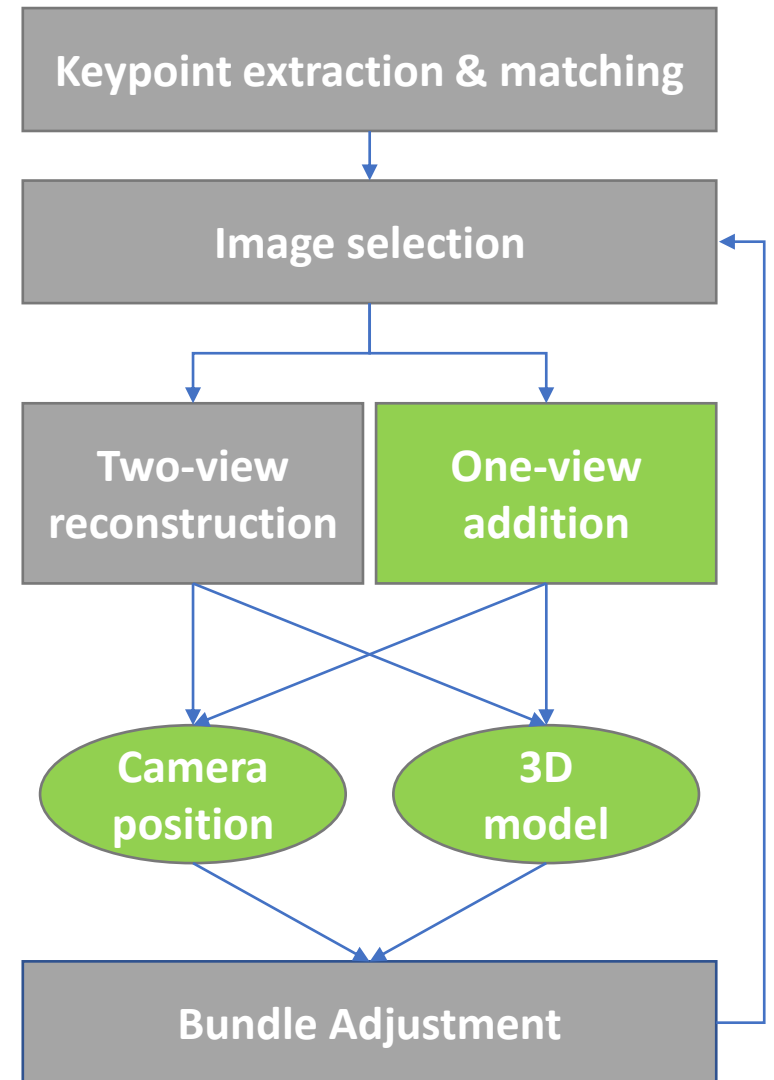 Keypoint extraction & matching
Image selection
Two-view
reconstruction
One-view
addition
Camera
position
3D
model
Bundle Adjustment